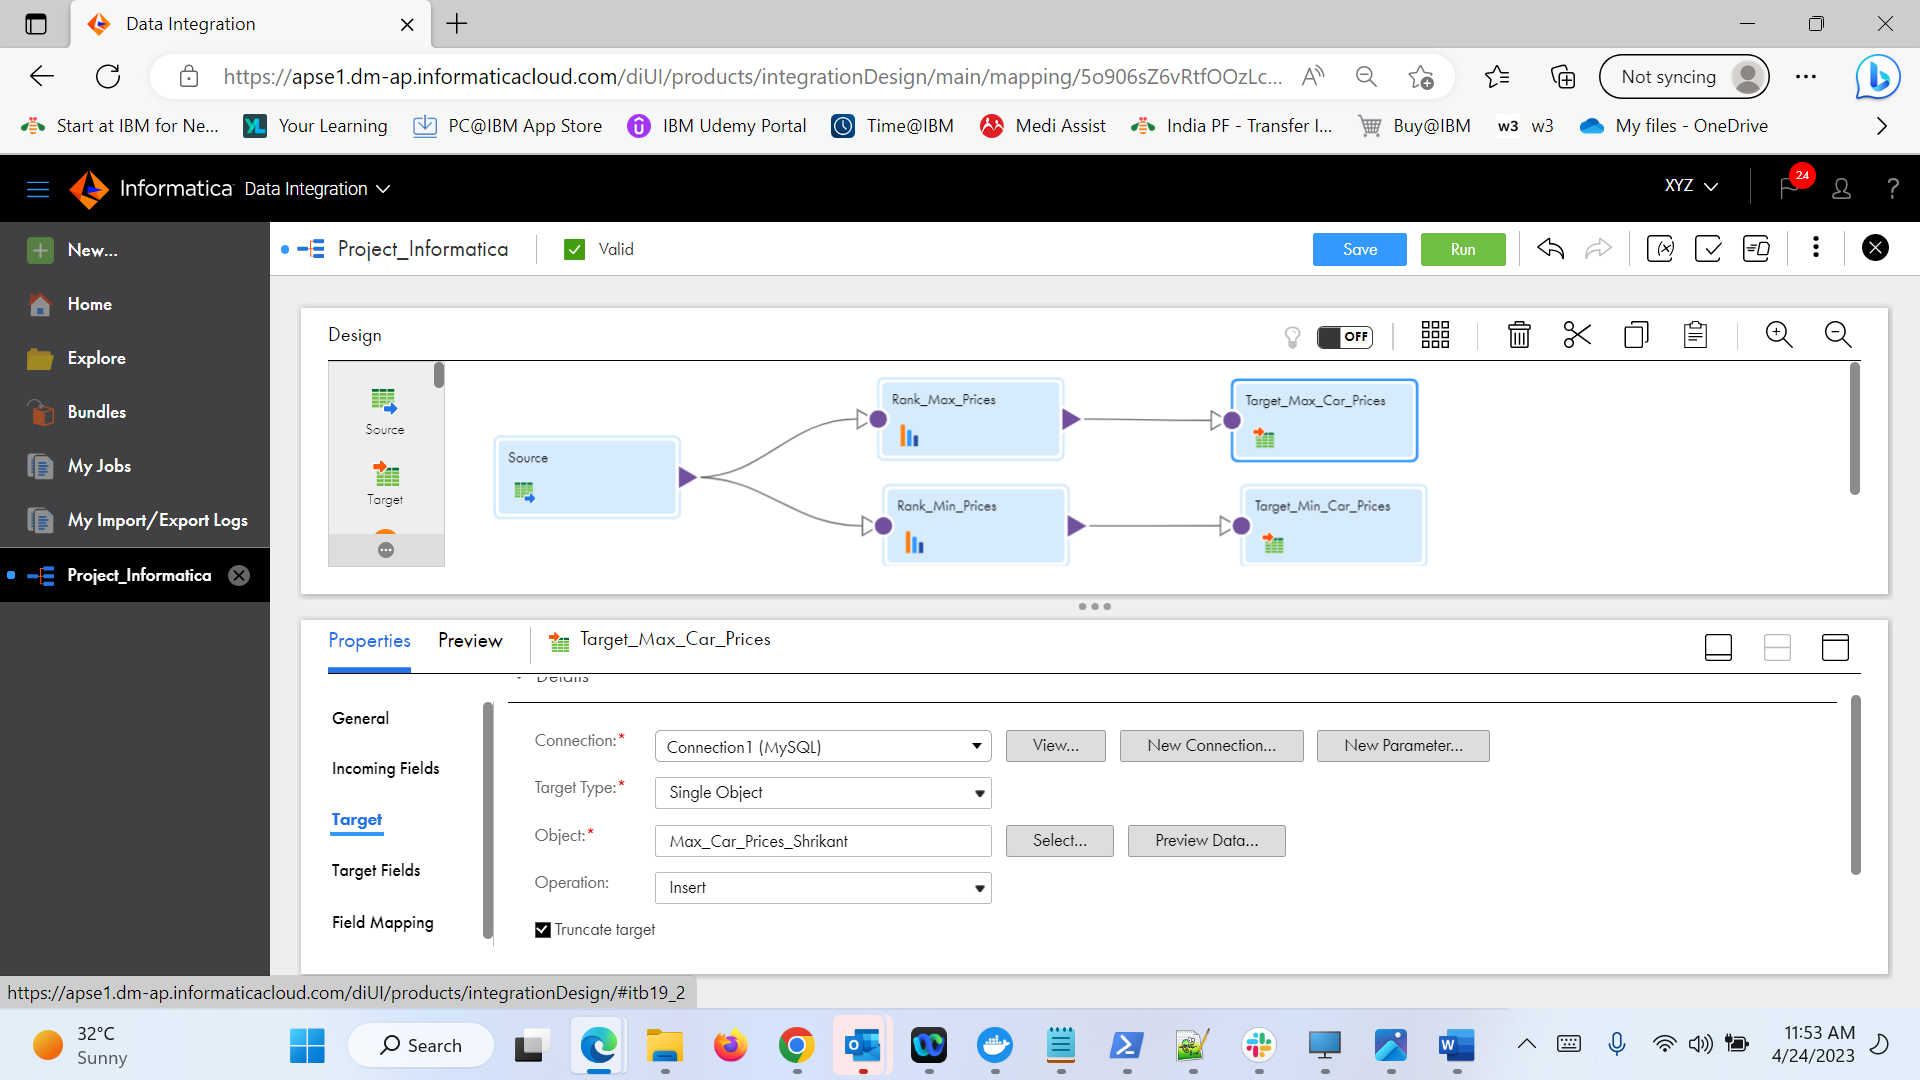 Data Integration
https://apse1.dm-ap.informaticacloud.com/diUI/products/integrationDesign/main/mapping/5o906sZ6vRtfOOzLc...
Not syncing
Start at IBM for Ne...
Your Learning
PC@IBM App Store
IBM Udemy Portal
Time@IBM
Medi Assist
India PF - Transfer I...
Buy@IBM
w3 w3
My files - OneDrive
Informatica Data Integration
XYZ
24
?
New...
Home
Explore
Bundles
My Jobs
My Import/Export Logs
Project_Informatica
Project_Informatica
Valid
Save
Run
Design
OFF
Source
Target
Source
Rank_Max_Prices
Target_Max_Car_Prices
Rank_Min_Prices
Target_Min_Car_Prices
Properties
Preview
Target_Max_Car_Prices
Details
General
Incoming Fields
Target
Target Fields
Field Mapping
Connection:* Connection1 (MySQL) View... New Connection... New Parameter...
Target Type:* Single Object
Object:* Max_Car_Prices_Shrikant Select... Preview Data...
Operation: Insert
Truncate target
https://apse1.dm-ap.informaticacloud.com/diUI/products/integrationDesign/#itb19_2
32°C
Sunny
Search
11:53 AM
4/24/2023